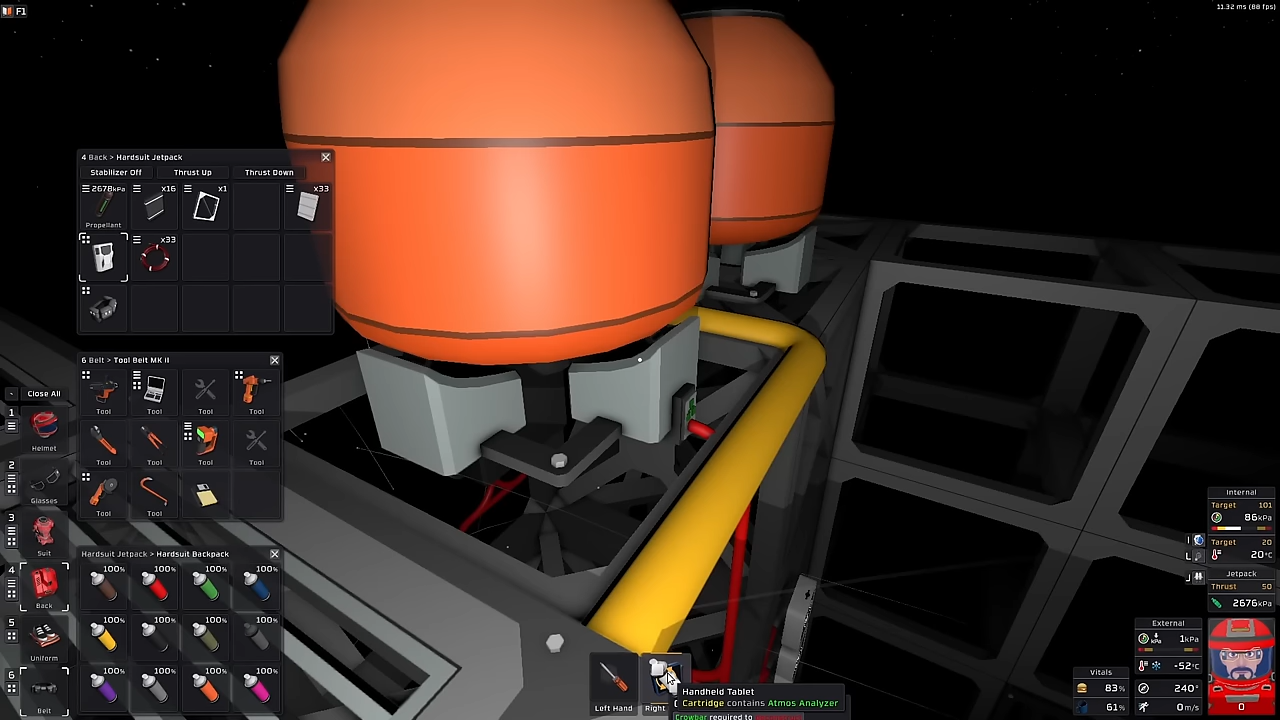 F1
11.32 ms (88 fps)
4 Back > Hardsuit Jetpack
Stabilizer Off Thrust Up Thrust Down
2678kPa x16 x1 x33
Propellant
x33
6 Belt > Tool Belt MK II
Tool Tool Tool Tool
Tool Tool Tool Tool
Tool Tool
Hardsuit Jetpack > Hardsuit Backpack
100% 100% 100% 100%
100% 100% 100% 100%
100% 100% 100% 100%
Close All
1
Helmet
2
Glasses
3
Suit
4
Back
5
Uniform
6
Belt
Left Hand Right
Handheld Tablet
Cartridge contains Atmos Analyzer
Crowbar required to
Internal
Target 101
86kPa
Target 20
20°C
Jetpack
Thrust 50
2676kPa
External
kPa 1kPa
-52°C
240°
0m/s
Vitals
83%
61%
0